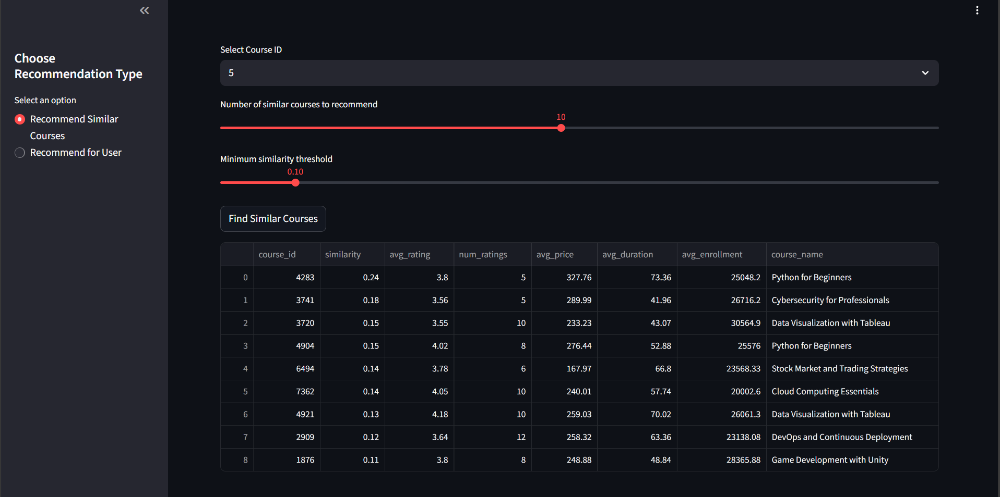 Choose
Recommendation Type
Select an option
Recommend Similar
Courses
Recommend for User
Select Course ID
5
Number of similar courses to recommend
10
Minimum similarity threshold
0.10
Find Similar Courses
course_id similarity avg_rating num_ratings avg_price avg_duration avg_enrollment course_name
0 4283 0.24 3.8 5 327.76 73.36 25048.2 Python for Beginners
1 3741 0.18 3.56 5 289.99 41.96 26716.2 Cybersecurity for Professionals
2 3720 0.15 3.55 10 233.23 43.07 30564.9 Data Visualization with Tableau
3 4904 0.15 4.02 8 276.44 52.88 25576 Python for Beginners
4 6494 0.14 3.78 6 167.97 66.8 23568.33 Stock Market and Trading Strategies
5 7362 0.14 4.05 10 240.01 57.74 20002.6 Cloud Computing Essentials
6 4921 0.13 4.18 10 259.03 70.02 26061.3 Data Visualization with Tableau
7 2909 0.12 3.64 12 258.32 63.36 23138.08 DevOps and Continuous Deployment
8 1876 0.11 3.8 8 248.88 48.84 28365.88 Game Development with Unity